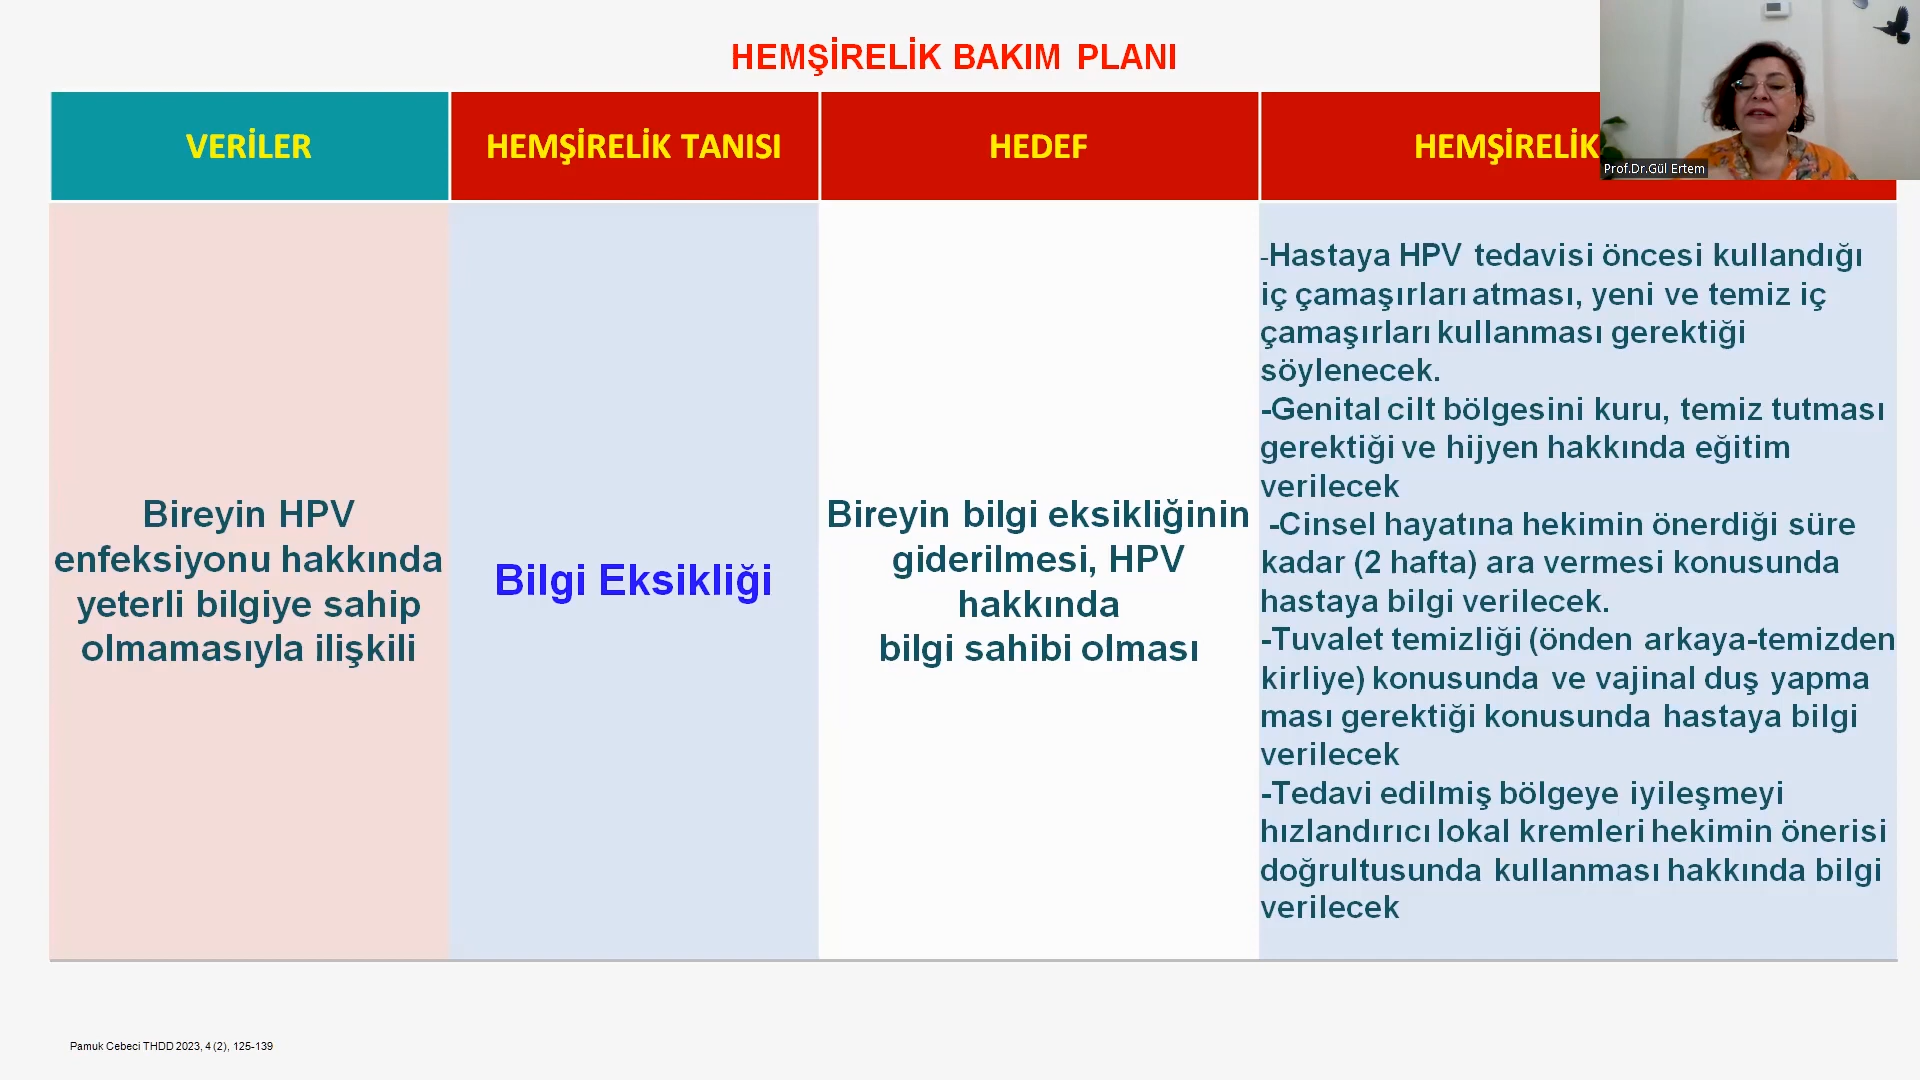 HEMŞİRELİK BAKIM PLANI
VERİLER
HEMŞİRELİK TANISI
HEDEF
HEMŞİRELİK
Prof.Dr.Gül Ertem
Bireyin HPV
enfeksiyonu hakkında
yeterli bilgiye sahip
olmamasıyla ilişkili
Bilgi Eksikliği
Bireyin bilgi eksikliğinin
giderilmesi, HPV
hakkında
bilgi sahibi olması
-Hastaya HPV tedavisi öncesi kullandığı
iç çamaşırları atması, yeni ve temiz iç
çamaşırları kullanması gerektiği
söylenecek.
-Genital cilt bölgesini kuru, temiz tutması
gerektiği ve hijyen hakkında eğitim
verilecek
-Cinsel hayatına hekimin önerdiği süre
kadar (2 hafta) ara vermesi konusunda
hastaya bilgi verilecek.
-Tuvalet temizliği (önden arkaya-temizden
kirliye) konusunda ve vajinal duş yapma
ması gerektiği konusunda hastaya bilgi
verilecek
-Tedavi edilmiş bölgeye iyileşmeyi
hızlandırıcı lokal kremleri hekimin önerisi
doğrultusunda kullanması hakkında bilgi
verilecek
Pamuk Cebeci THDD 2023, 4 (2), 125-139